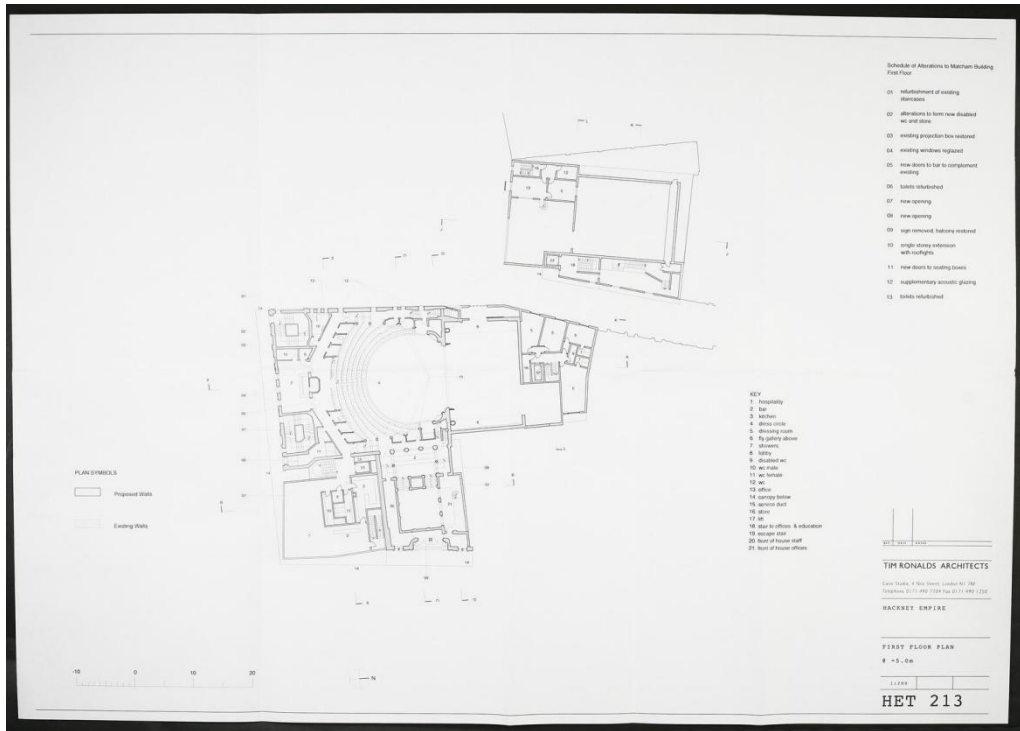 Schedule of Alterations to Matcham Building
First Floor
01 refurbishment of existing
staircases
02 alterations to form new disabled
wc and store
03 existing projection box restored
04 existing windows reglazed
05 new doors to bar to complement
existing
06 toilets refurbished
07 new opening
08 new opening
09 sign removed, balcony restored
10 single storey extension
with rooflights
11 new doors to seating boxes
12 supplementary acoustic glazing
13 toilets refurbished
KEY
1 hospitality
2 bar
3 kitchen
4 dress circle
5 dressing room
6 fly gallery above
7 showers
8 lobby
9 disabled wc
10 wc male
11 wc female
12 wc
13 office
14 canopy below
15 service duct
16 store
17 lift
18 stair to offices & education
19 escape stair
20 front of house staff
21 front of house offices
PLAN SYMBOLS
Proposed Walls
Existing Walls
-10 0 10 20
N
TIM RONALDS ARCHITECTS
HACKNEY EMPIRE
FIRST FLOOR PLAN
@ +5.0m
1:200
HET 213